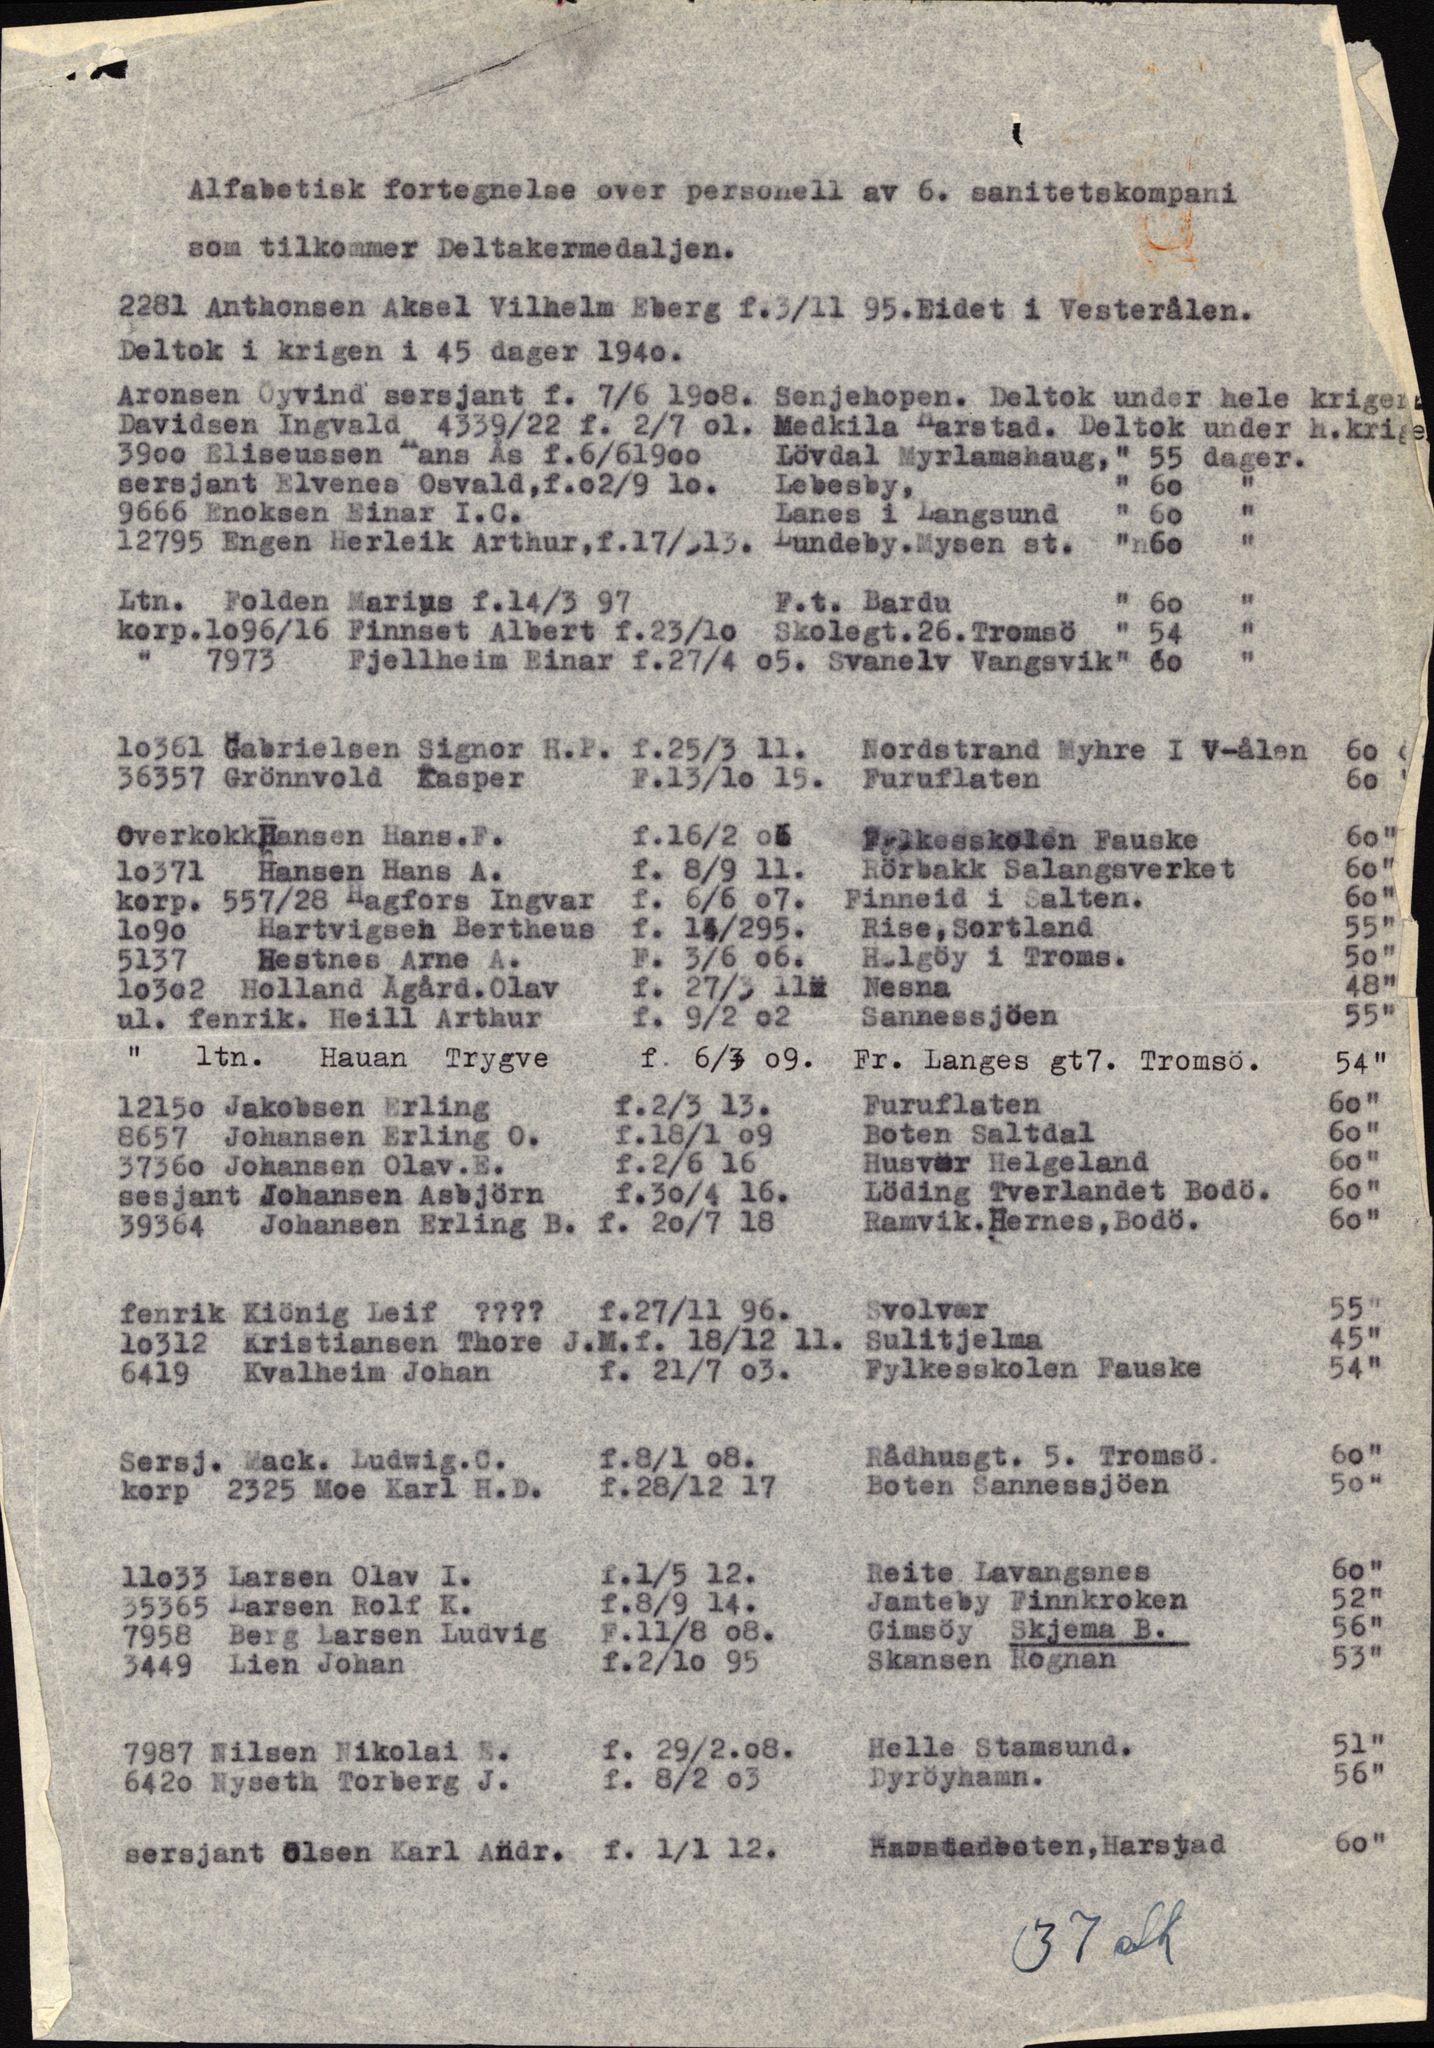 Alfabetisk fortegnelse over personell av 6. sanitetskompani
som tilkommer Deltakermedaljen.
2281 Anthonsen Aksel Vilhelm Eberg f.3/11 95.Eidet i Vesterålen.
Deltok i krigen i 45 dager 194o.
Aronsen Öyvind sersjant f. 7/6 19o8. Senjehopen. Deltok under hele krigen
Davidsen Ingvald 4339/22 f. 2/7 o1. Medkila Harstad. Deltok under h.krige
39oo Eliseussen Hans Ås f.6/619oo Lövdal Myrlamshaug," 55 dager.
sersjant Elvenes Osvald,f.o2/9 lo. Lebesby, " 6o "
9666 Enoksen Einar I.C. Lanes i Langsund " 6o "
12795 Engen Herleik Arthur,f.17/ 13. Lundeby.Mysen st. "n6o "
Ltn. Folden Marius f.14/3 97 F.t. Bardu " 6o "
korp.lo96/16 Finnset Albert f.23/lo Skolegt.26.Tromsö " 54 "
" 7973 Fjellheim Einar f.27/4 o5. Svanelv Vangsvik" 6o "
lo361 Gabrielsen Signor H.P. f.25/3 11. Nordstrand Myhre I V-ålen 6o
36357 Grönnvold Kasper F.13/lo 15. Furuflaten 6o "
Overkokk Hansen Hans.F. f.16/2 Fylkesskolen Fauske 6o"
lo371 Hansen Hans A. f. 8/9 11. Rörbakk Salangsverket 6o"
korp. 557/28 Hagfors Ingvar f. 6/6 o7. Finneid i Salten. 6o"
lo9o Hartvigsen Bertheus f. 14/295. Rise,Sortland 55"
5137 Hestnes Arne A. F. 3/6 o6. Helgöy i Troms. 5o"
lo3o2 Holland Ågård.Olav f. 27/3 11 Nesna 48"
ul. fenrik. Heill Arthur f. 9/2 o2 Sannessjöen 55"
" ltn. Hauan Trygve f. 6/3 o9. Fr. Langes gt7. Tromsö. 54"
1215o Jakobsen Erling f.2/3 13. Furuflaten 6o"
8657 Johansen Erling O. f.18/1 o9 Boten Saltdal 6o"
3736o Johansen Olav.E. f.2/6 16 Husvær Helgeland 6o"
sesjant Johansen Asbjörn f.3o/4 16. Löding Tverlandet Bodö. 6o"
39364 Johansen Erling B. f. 2o/7 18 Ramvik.Hernes,Bodö. 6o"
fenrik Kiönig Leif ???? f.27/11 96. Svolvær 55"
lo312 Kristiansen Thore J.M.f. 18/12 11. Sulitjelma 45"
6419 Kvalheim Johan f. 21/7 o3. Fylkesskolen Fauske 54"
Sersj. Mack. Ludwig.C. f.8/1 o8. Rådhusgt. 5. Tromsö. 6o"
korp 2325 Moe Karl H.D. f.28/12 17 Boten Sannessjöen 5o"
11o33 Larsen Olav I. f.1/5 12. Reite Lavangsnes 6o"
35365 Larsen Rolf K. f.8/9 14. Jamteby Finnkroken 52"
7958 Berg Larsen Ludvig F.11/8 o8. Gimsöy Skjema B. 56"
3449 Lien Johan f.2/lo 95 Skansen Rognan 53"
7987 Nilsen Nikolai E. f. 29/2.o8. Helle Stamsund. 51"
642o Nyseth Torberg J. f. 8/2 o3 Dyröyhamn. 56"
sersjant Olsen Karl Andr. f. 1/1 12. Harstadboten,Harstad 6o"
37 stk